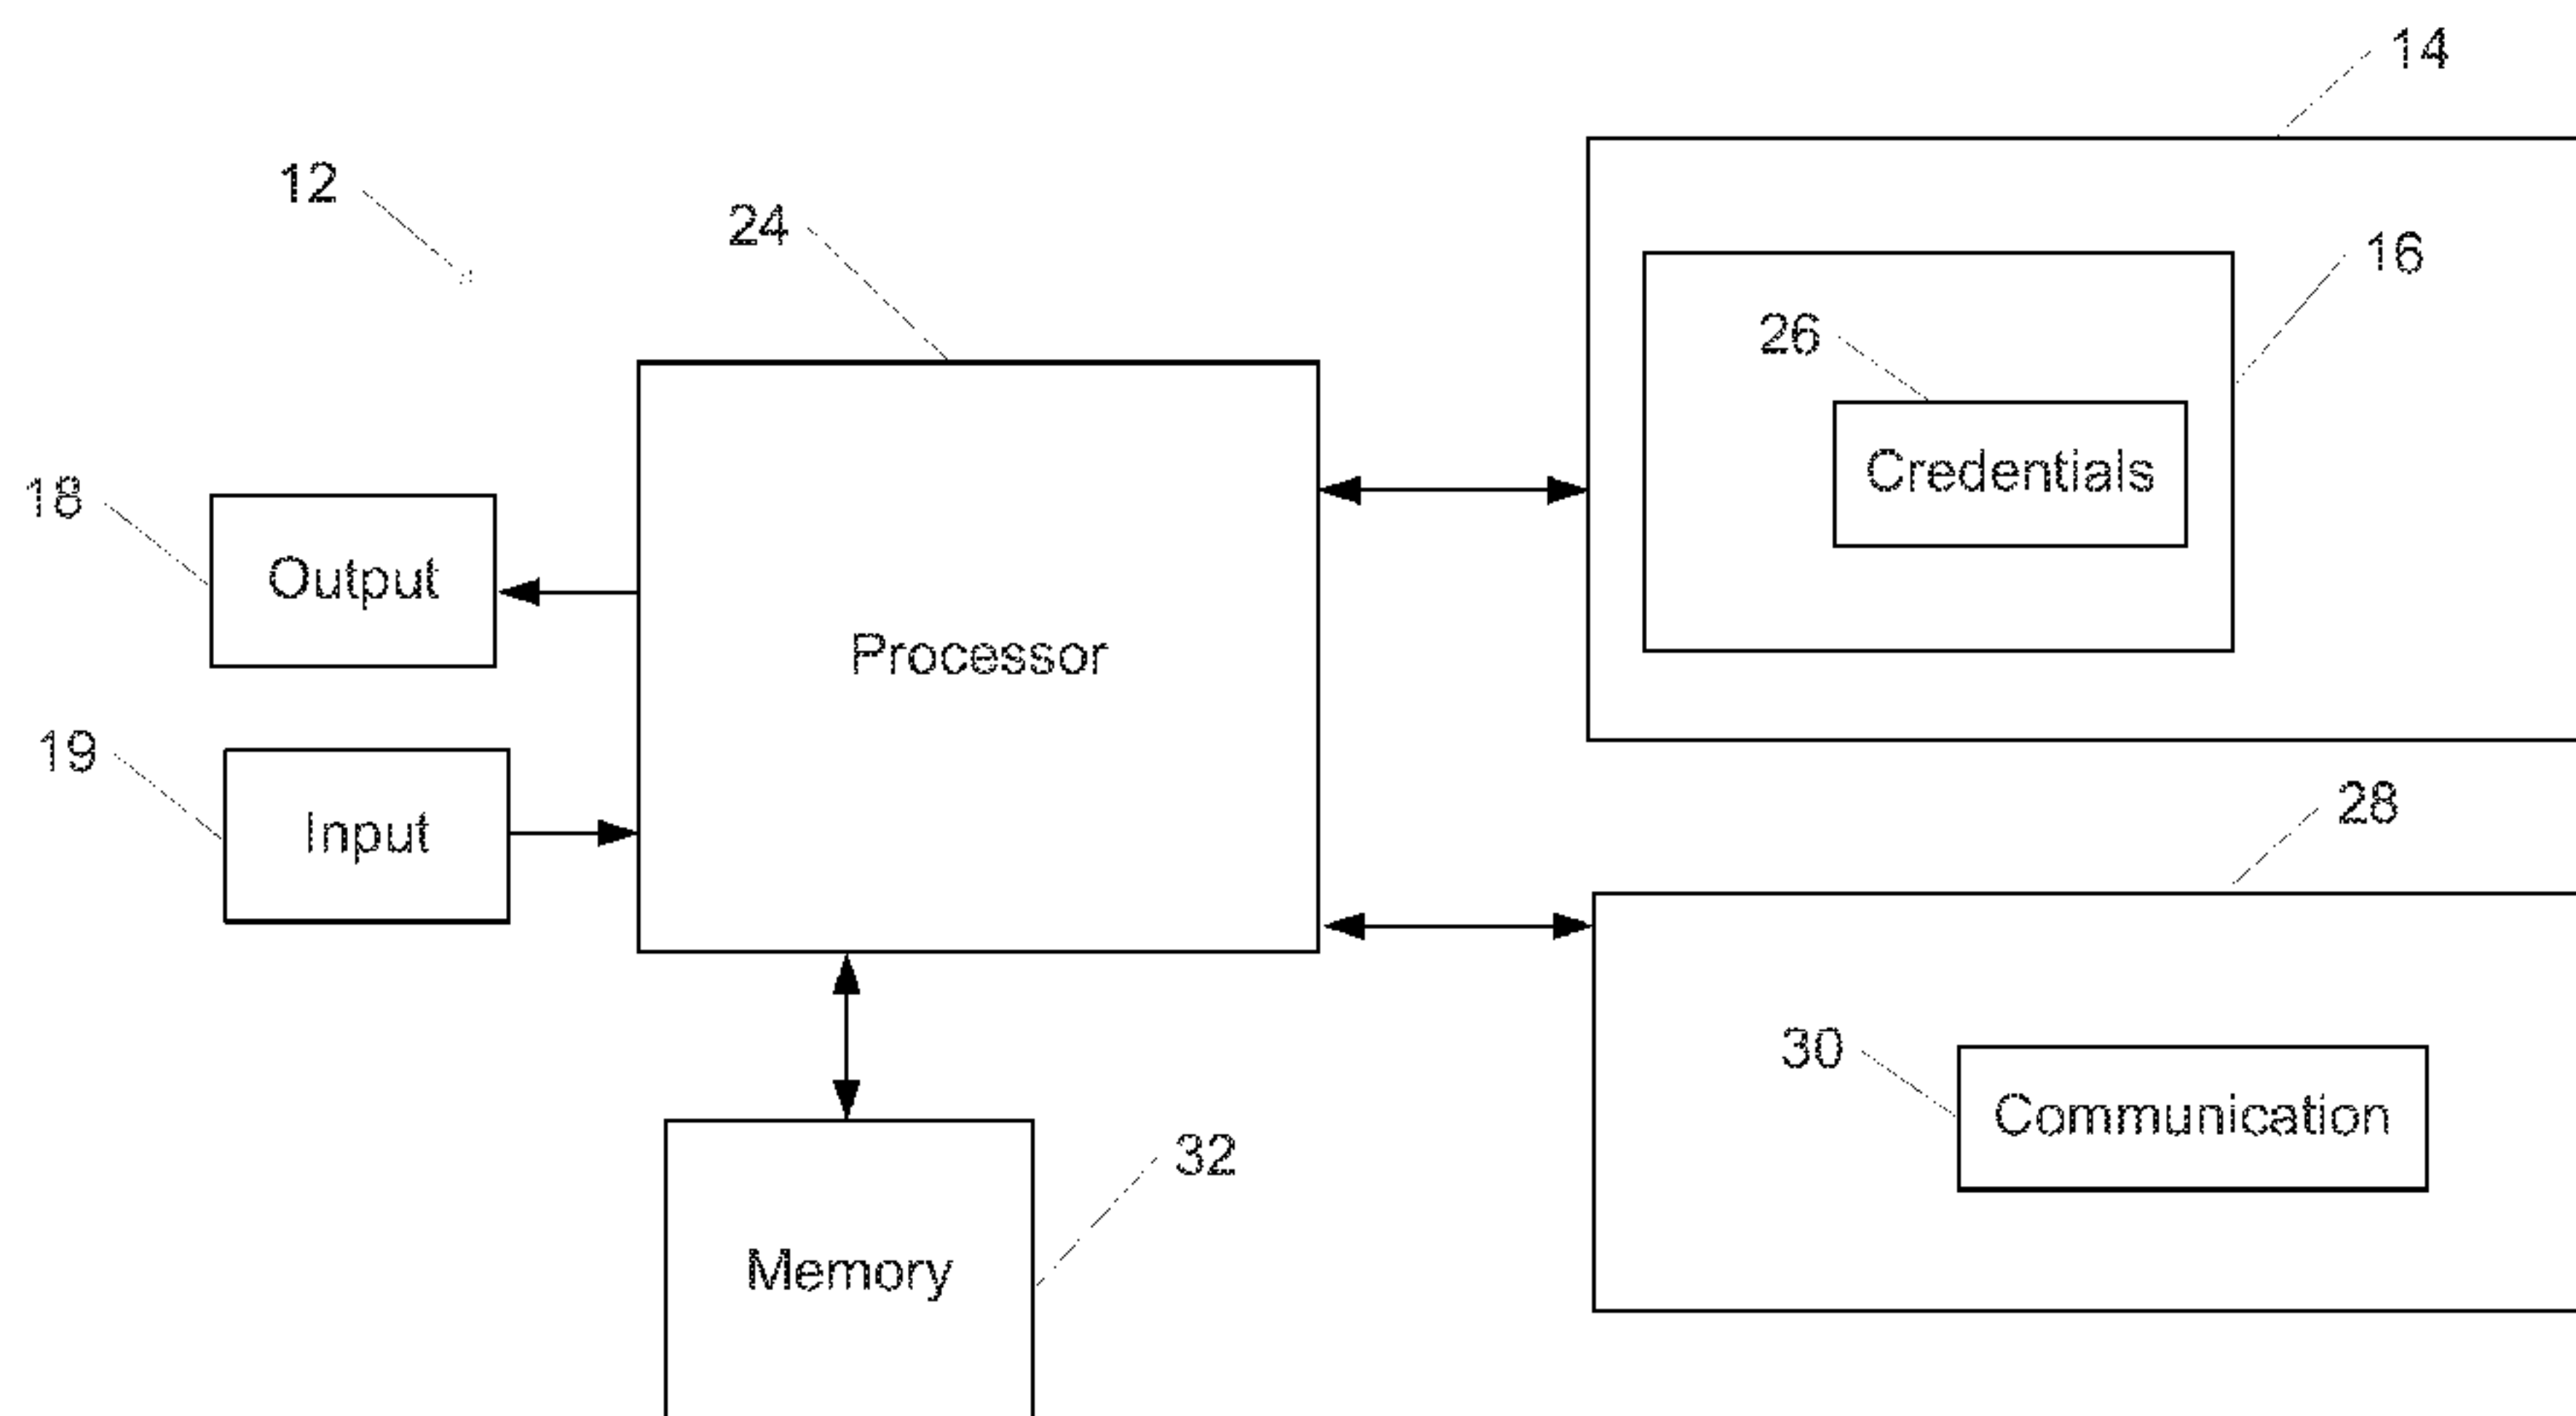 14
12
24
16
26
Credentials
18
Output
Processor
19
Input
28
30
Communication
32
Memory